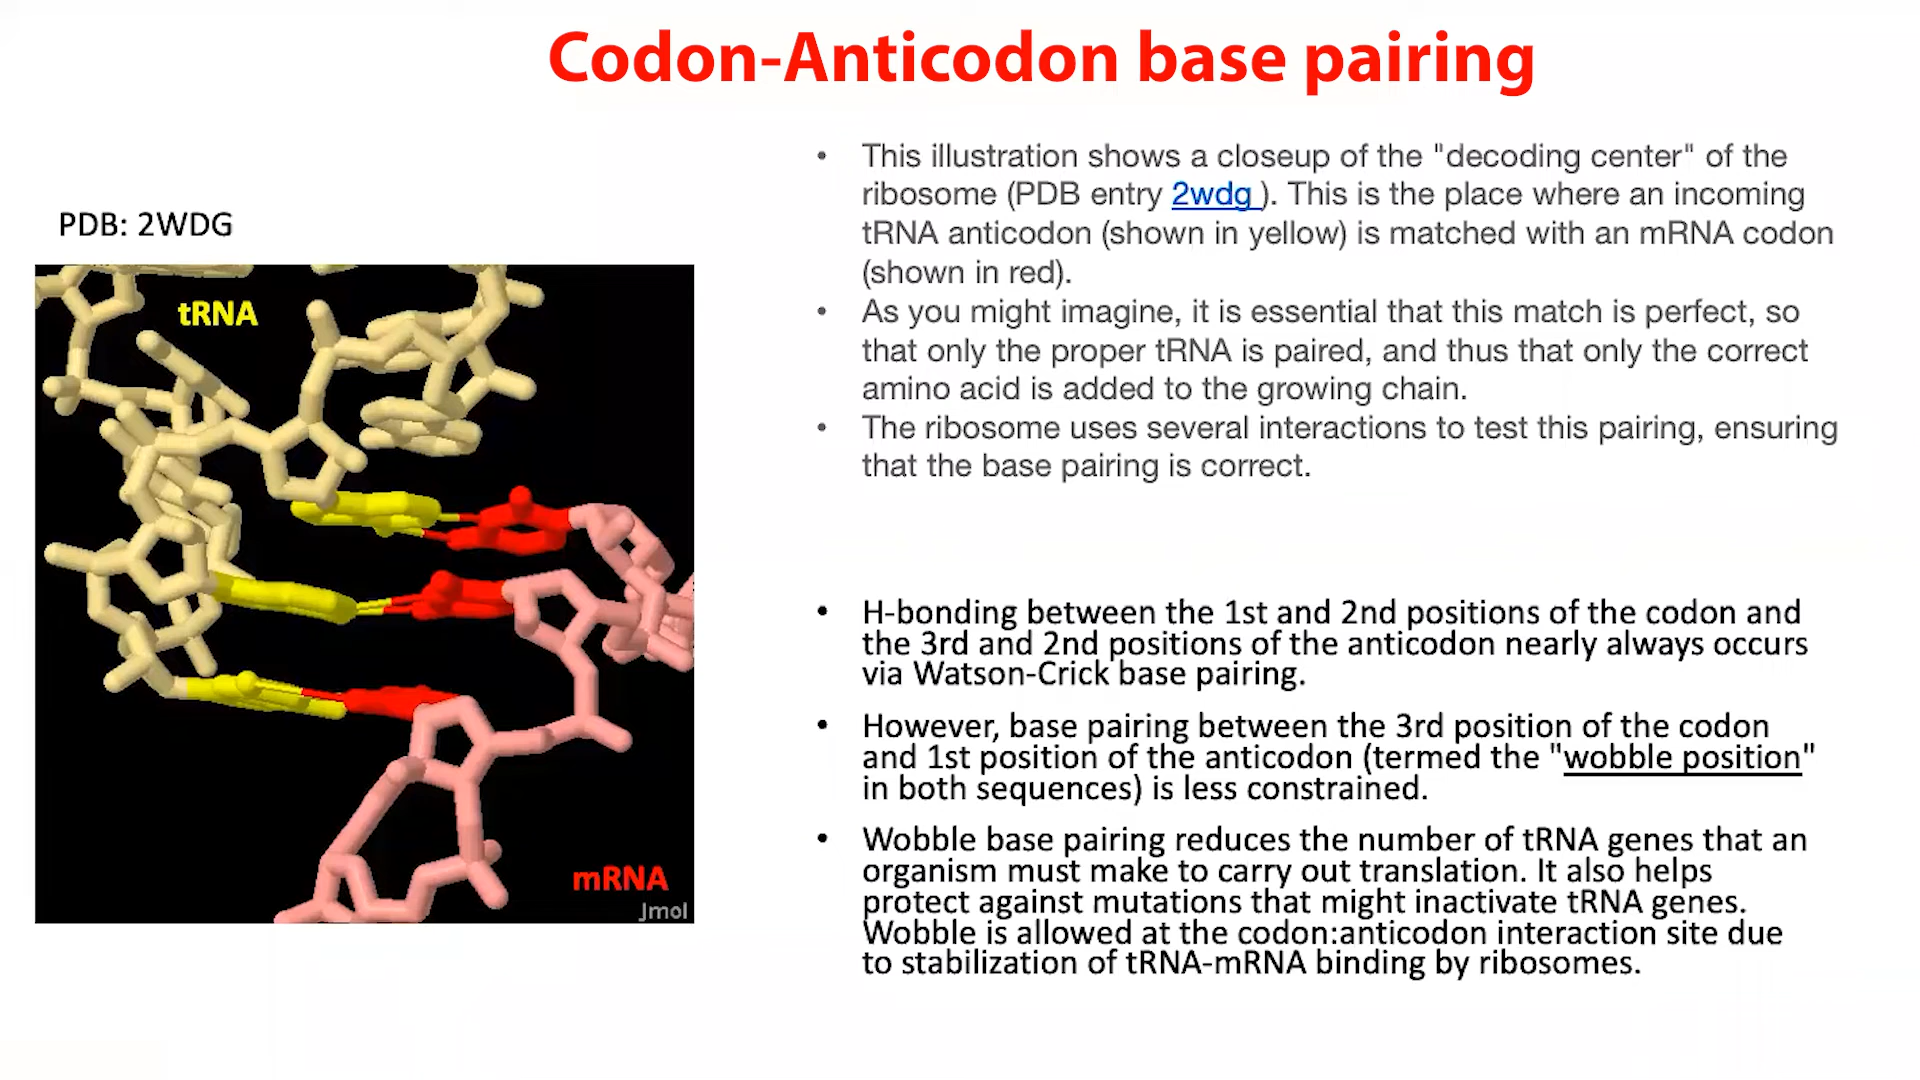 Codon-Anticodon base pairing
PDB: 2WDG
tRNA
mRNA
Jmol
• This illustration shows a closeup of the "decoding center" of the
ribosome (PDB entry 2wdg ). This is the place where an incoming
tRNA anticodon (shown in yellow) is matched with an mRNA codon
(shown in red).
• As you might imagine, it is essential that this match is perfect, so
that only the proper tRNA is paired, and thus that only the correct
amino acid is added to the growing chain.
• The ribosome uses several interactions to test this pairing, ensuring
that the base pairing is correct.
• H-bonding between the 1st and 2nd positions of the codon and
the 3rd and 2nd positions of the anticodon nearly always occurs
via Watson-Crick base pairing.
• However, base pairing between the 3rd position of the codon
and 1st position of the anticodon (termed the "wobble position"
in both sequences) is less constrained.
• Wobble base pairing reduces the number of tRNA genes that an
organism must make to carry out translation. It also helps
protect against mutations that might inactivate tRNA genes.
Wobble is allowed at the codon:anticodon interaction site due
to stabilization of tRNA-mRNA binding by ribosomes.